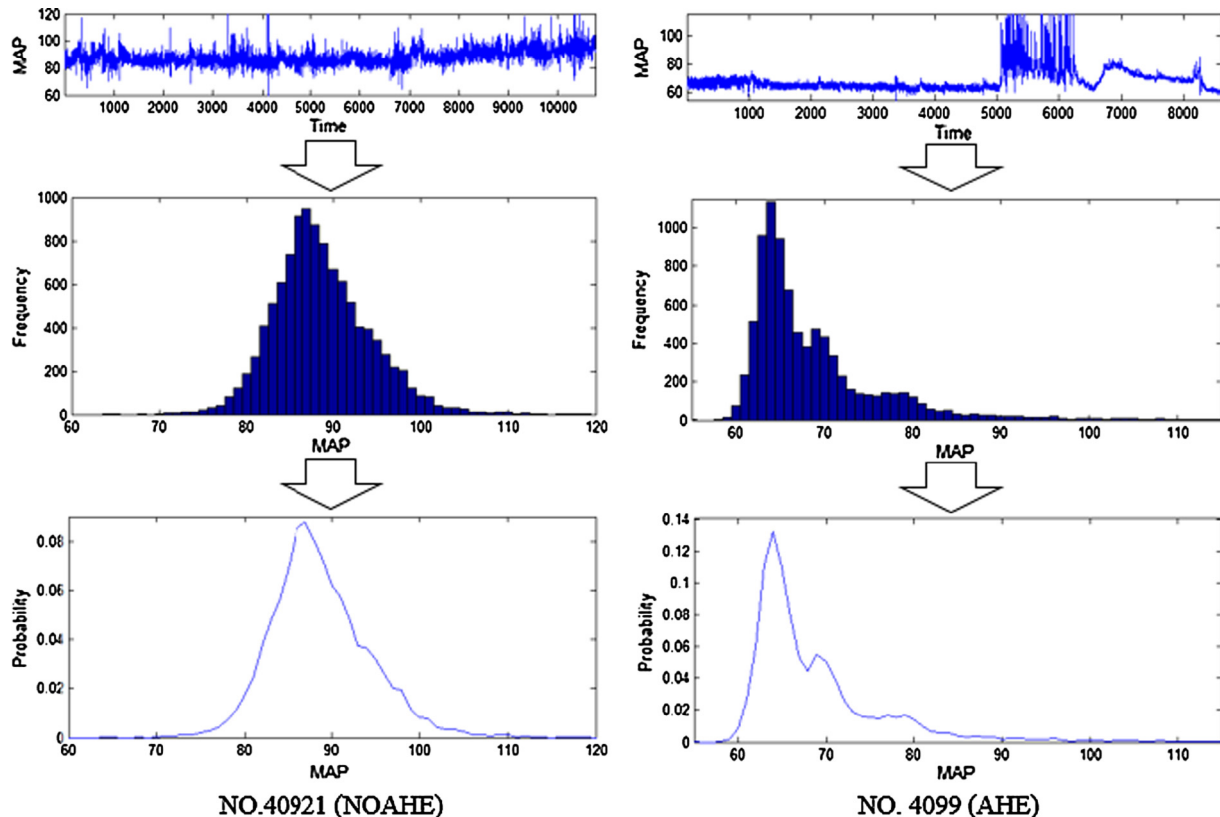 120
100
80
60
MAP
1000 2000 3000 4000 5000 6000 7000 8000 9000 10000
Time
1000
800
600
400
200
0
Frequency
60 70 80 90 100 110 120
MAP
0.08
0.06
0.04
0.02
0
Probability
60 70 80 90 100 110 120
MAP
NO.40921 (NOAHE)
100
80
60
MAP
1000 2000 3000 4000 5000 6000 7000 8000
Time
1000
800
600
400
200
0
Frequency
60 70 80 90 100 110
MAP
0.14
0.12
0.1
0.08
0.06
0.04
0.02
0
Probability
60 70 80 90 100 110
MAP
NO. 4099 (AHE)